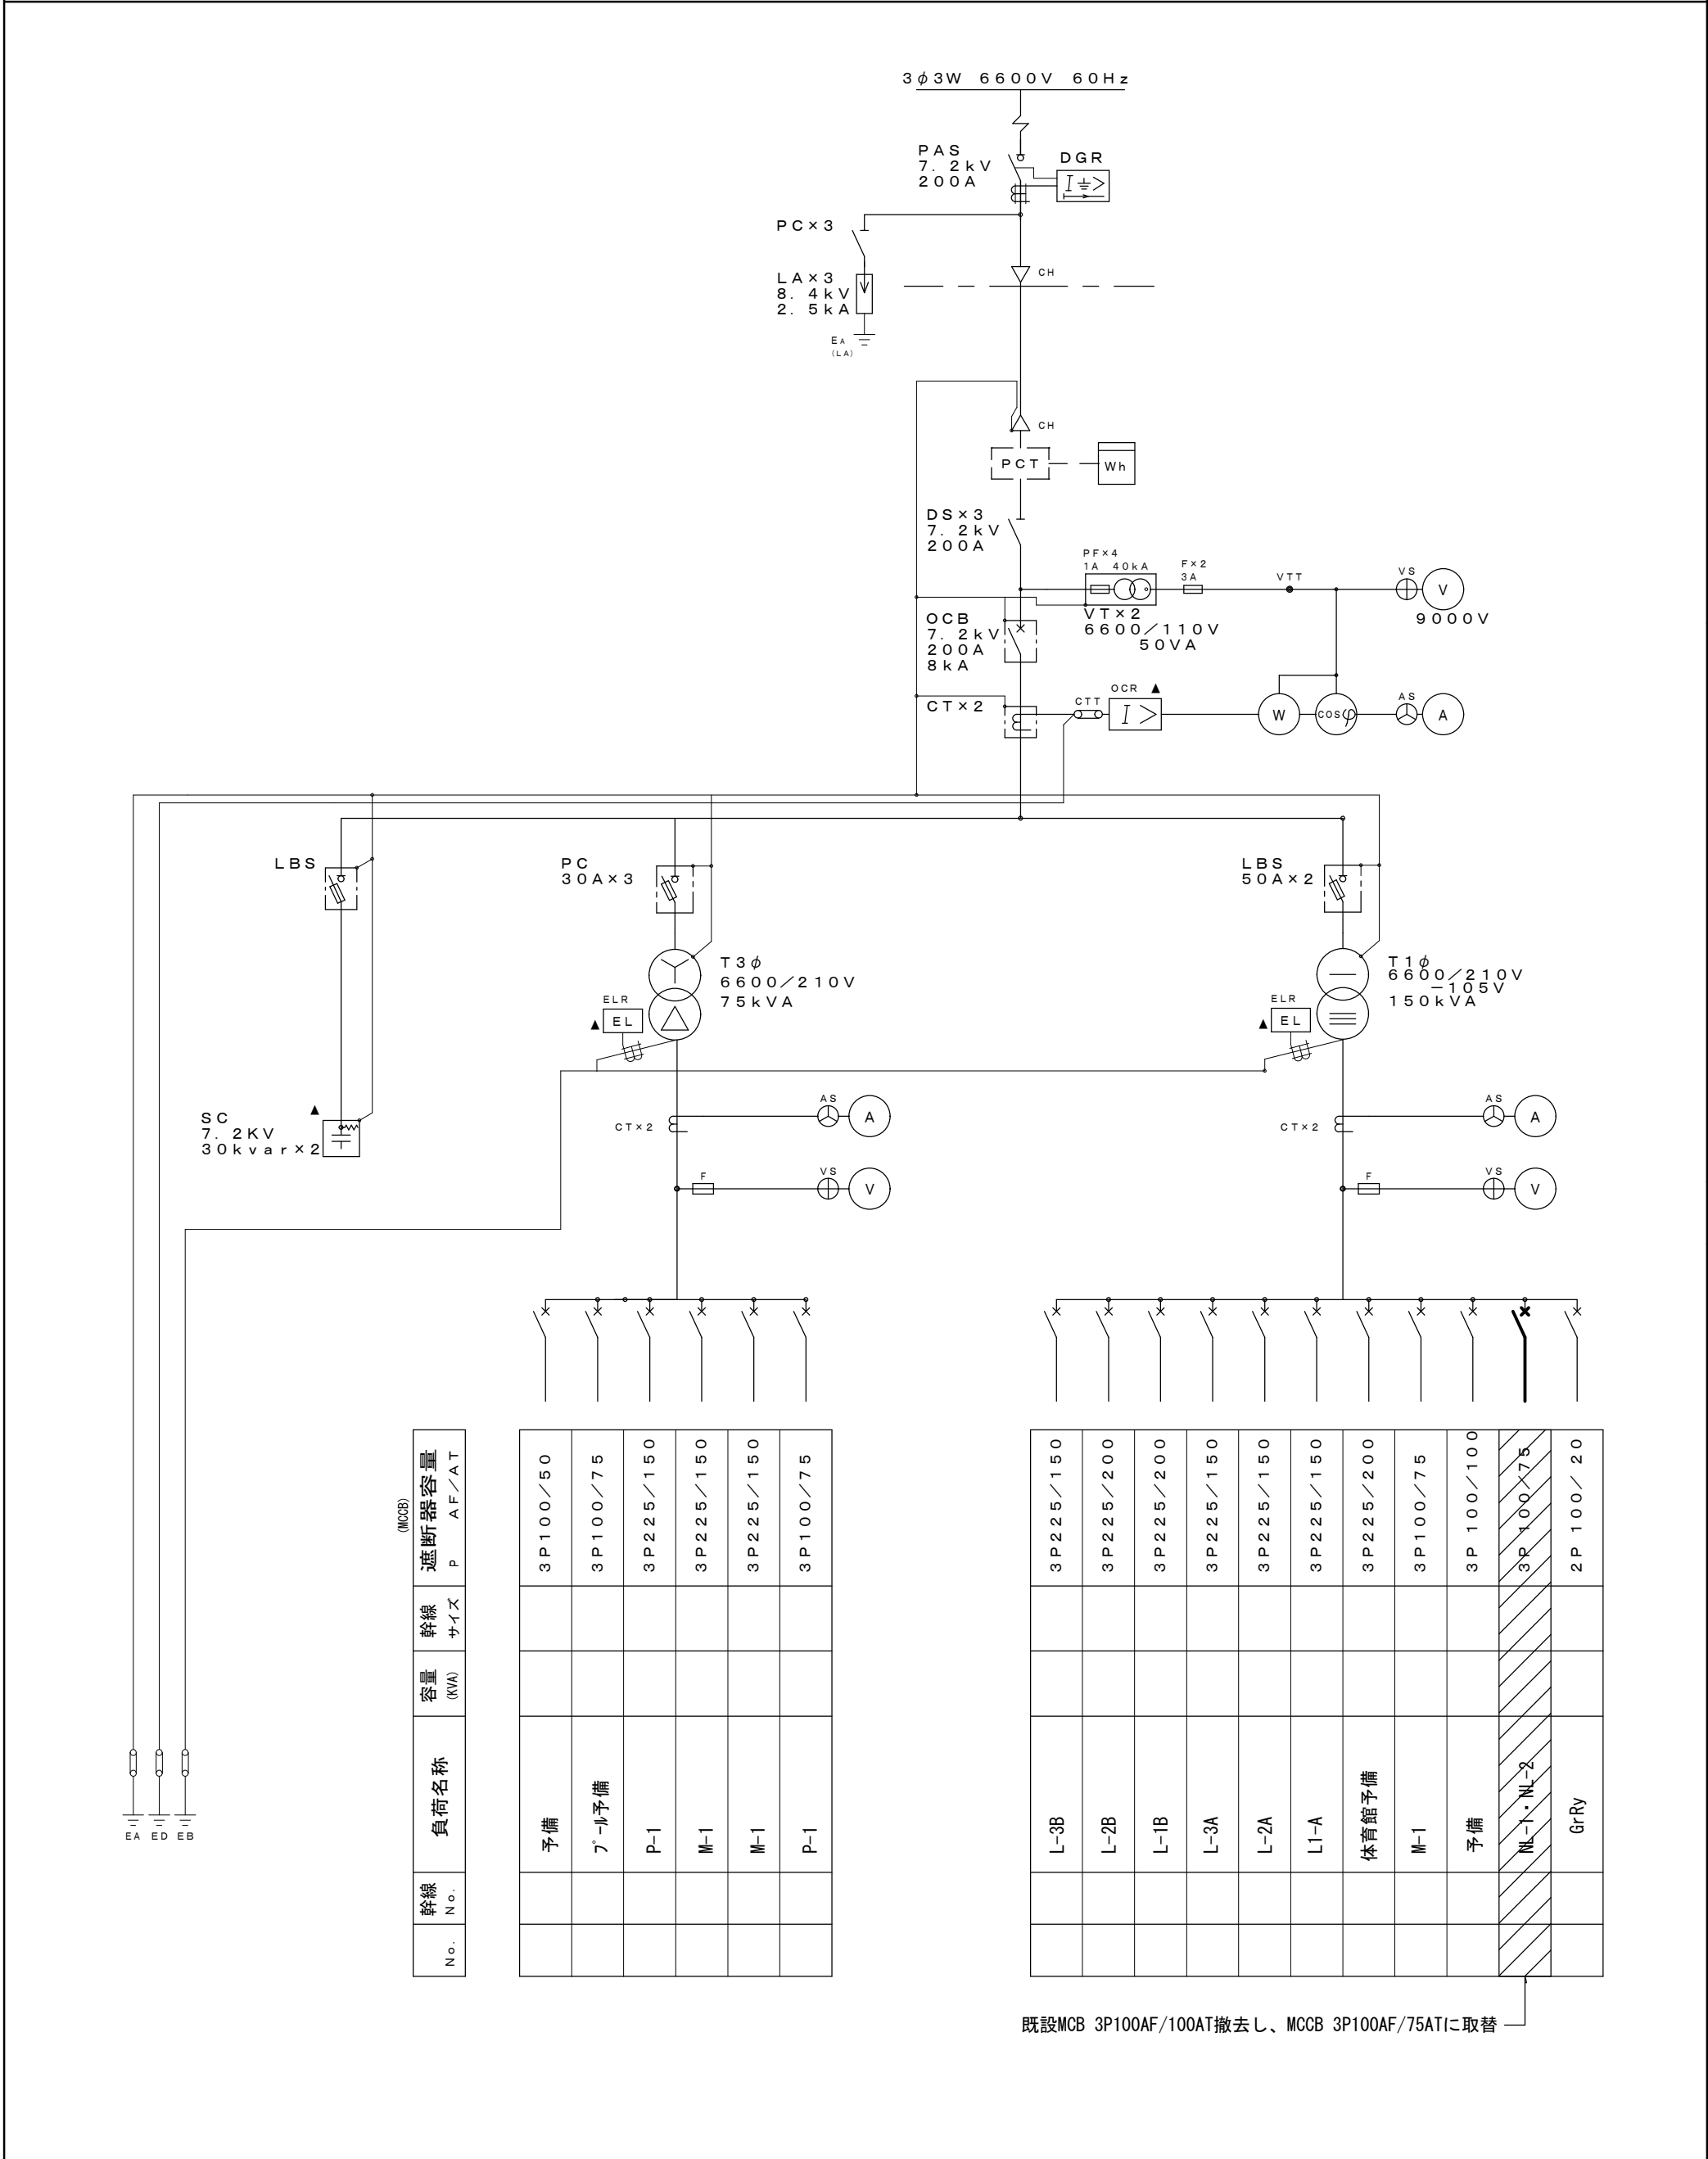 3φ3W 6600V 60Hz
PAS
7.2kV
200A
DGR
I
PC×3
LA×3
8.4kV
2.5kA
EA
(LA)
CH
CH
PCT
Wh
DS×3
7.2kV
200A
PF×4
1A 40kA
F×2
3A
VTT
VS
V
9000V
VT×2
6600/110V
50VA
OCB
7.2kV
200A
8kA
CT×2
CTT
OCR ▲
I >
W
cosφ
AS
A
LBS
PC
30A×3
LBS
50A×2
T3φ
6600/210V
75kVA
ELR
▲ EL
T1φ
6600/210V
-105V
150kVA
ELR
▲ EL
SC
7.2KV
30kvar×2
▲
CT×2
AS
A
F
VS
V
CT×2
AS
A
F
VS
V
EA ED EB
(MCCB)
遮断器容量
P AF/AT
幹線
サイズ
容量
(KVA)
負荷名称
幹線
No.
No.
3P100/50
予備
3P100/75
プール予備
3P225/150
P-1
3P225/150
M-1
3P225/150
M-1
3P100/75
P-1
3P225/150
L-3B
3P225/200
L-2B
3P225/200
L-1B
3P225/150
L-3A
3P225/150
L-2A
3P225/150
L1-A
3P225/200
体育館予備
3P100/75
M-1
3P 100/100
予備
3P 100/75
NL-1・NL-2
2P 100/ 20
GrRy
既設MCB 3P100AF/100AT撤去し、MCCB 3P100AF/75ATに取替